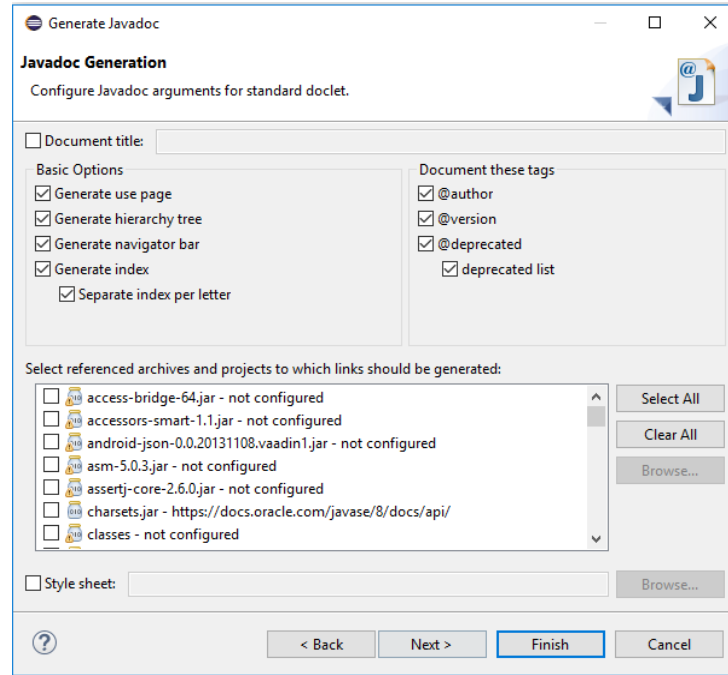 Generate Javadoc
Javadoc Generation
Configure Javadoc arguments for standard doclet.
Document title:
Basic Options
Generate use page
Generate hierarchy tree
Generate navigator bar
Generate index
Separate index per letter
Document these tags
@author
@version
@deprecated
deprecated list
Select referenced archives and projects to which links should be generated:
access-bridge-64.jar - not configured
accessors-smart-1.1.jar - not configured
android-json-0.0.20131108.vaadin1.jar - not configured
asm-5.0.3.jar - not configured
assertj-core-2.6.0.jar - not configured
charsets.jar - https://docs.oracle.com/javase/8/docs/api/
classes - not configured
Select All
Clear All
Browse...
Style sheet:
Browse...
< Back
Next >
Finish
Cancel